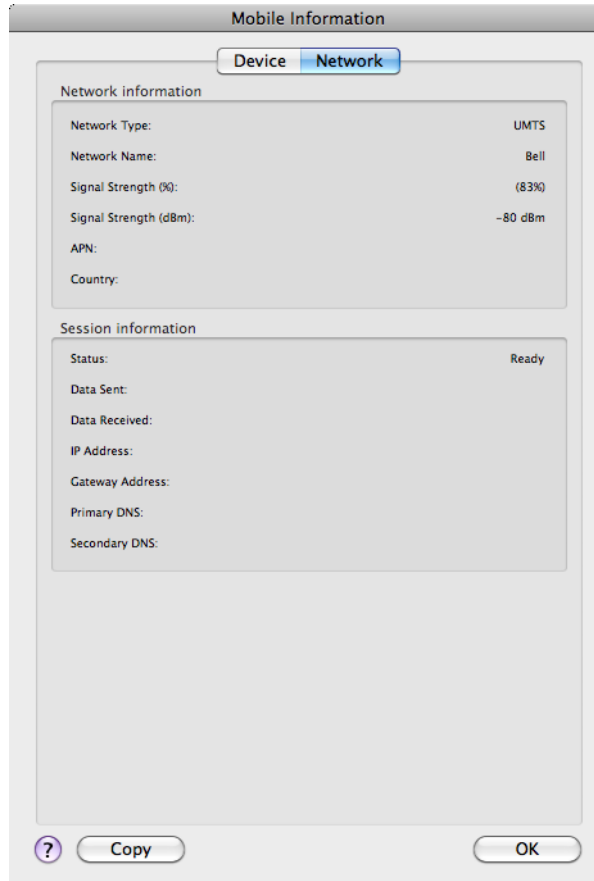 Mobile Information
Device Network
Network information
Network Type: UMTS
Network Name: Bell
Signal Strength (%): (83%)
Signal Strength (dBm): -80 dBm
APN:
Country:
Session information
Status: Ready
Data Sent:
Data Received:
IP Address:
Gateway Address:
Primary DNS:
Secondary DNS:
? Copy OK